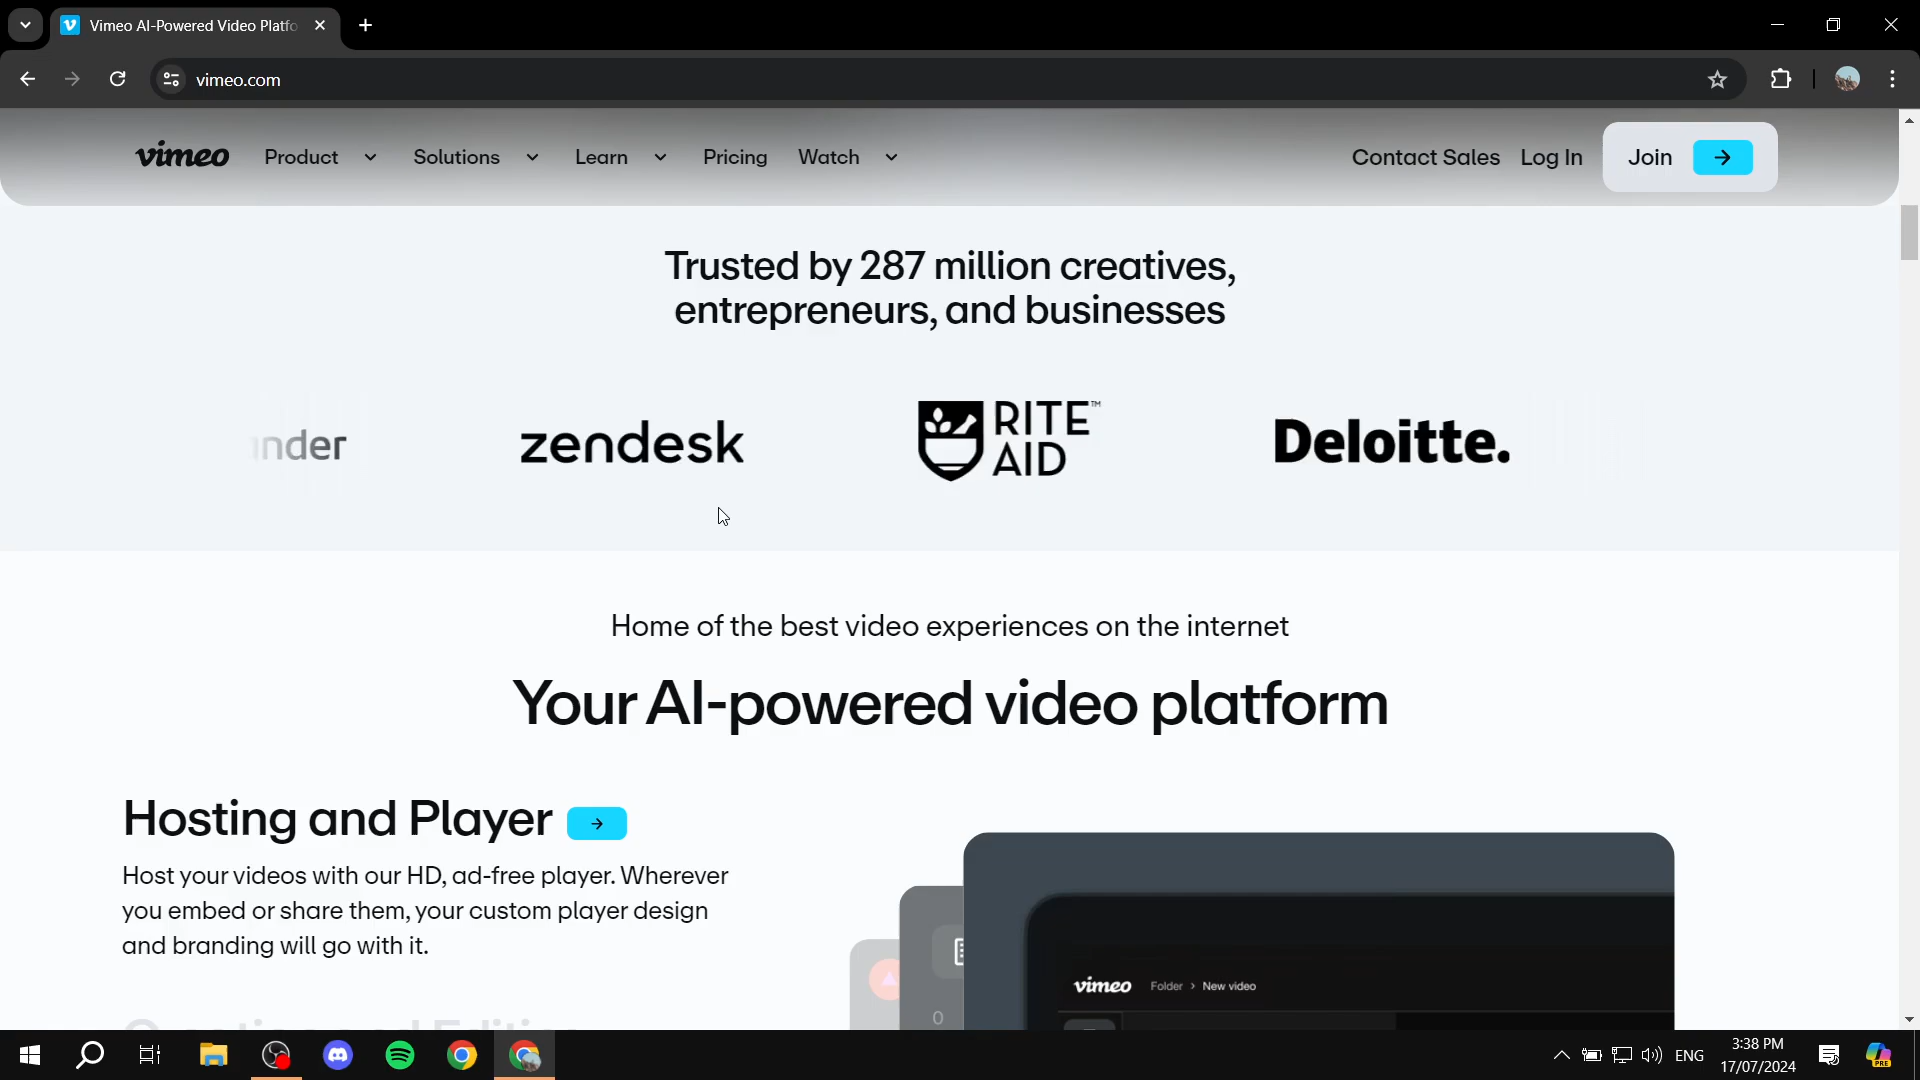 Vimeo AI-Powered Video Platfo
vimeo.com
vimeo Product Solutions Learn Pricing Watch Contact Sales Log In Join
Trusted by 287 million creatives,
entrepreneurs, and businesses
nder zendesk RITE AID™ Deloitte.
Home of the best video experiences on the internet
Your AI-powered video platform
Hosting and Player
Host your videos with our HD, ad-free player. Wherever
you embed or share them, your custom player design
and branding will go with it.
vimeo Folder > New video
0
ENG
3:38 PM
17/07/2024
PRE